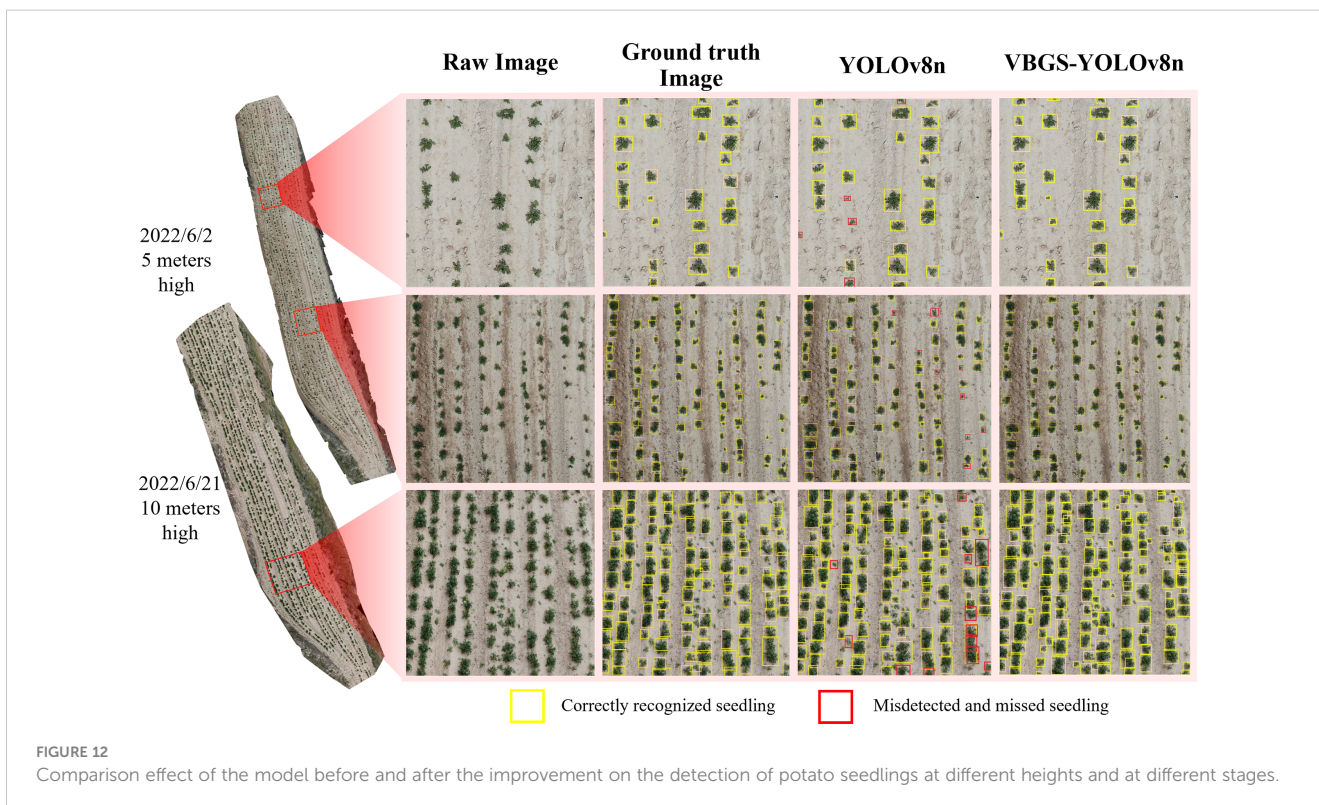 Raw Image
Ground truth
Image
YOLOv8n
VBGS-YOLOv8n
2022/6/2
5 meters
high
2022/6/21
10 meters
high
Correctly recognized seedling
Misdetected and missed seedling
FIGURE 12
Comparison effect of the model before and after the improvement on the detection of potato seedlings at different heights and at different stages.